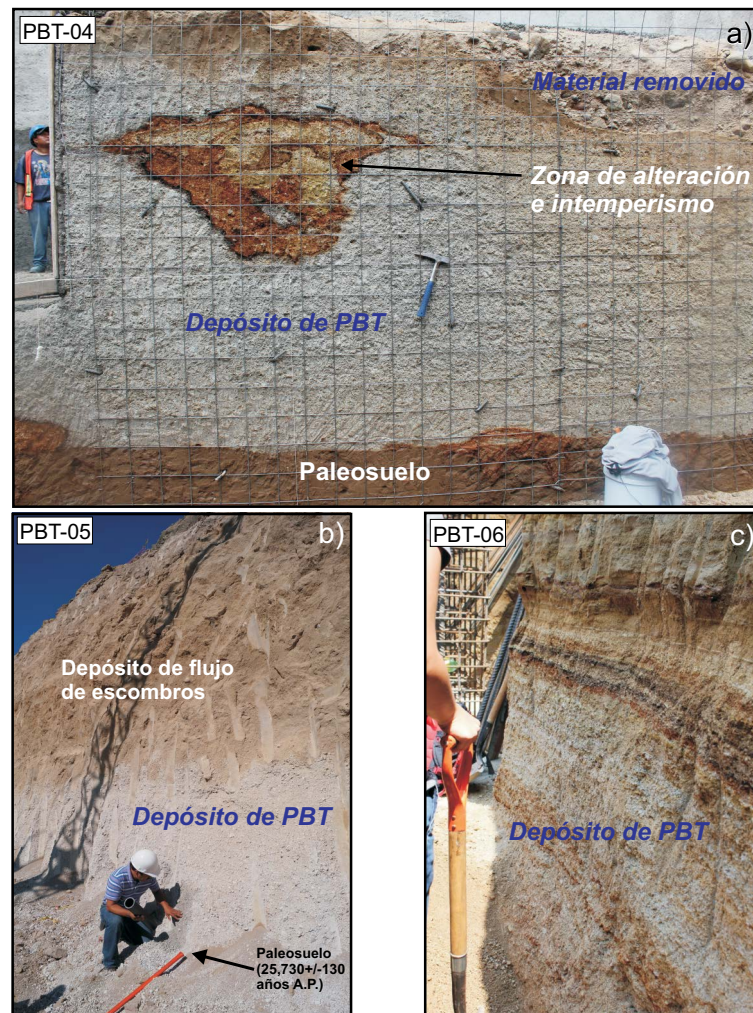 PBT-04
a)
Material removido
Zona de alteración
e intemperismo
Depósito de PBT
Paleosuelo
PBT-05
b)
Depósito de flujo
de escombros
Depósito de PBT
Paleosuelo
(25,730+/-130
años A.P.)
PBT-06
c)
Depósito de PBT